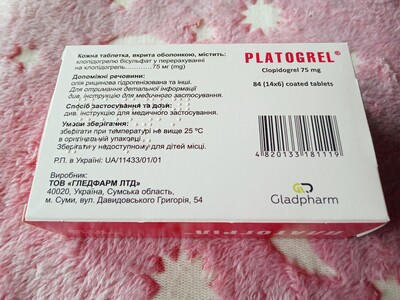 Кожна таблетка, вкрита оболонкою, містить:
клопідогрелю бісульфат у перерахуванні
на клопідогрель...............75 мг (mg)
Допоміжні речовини:
олія рицинова гідрогенізована та інші.
Для отримання детальної інформації
див. інструкцію для медичного застосування.
Спосіб застосування та дози:
див. інструкцію для медичного застосування.
Умови зберігання:
зберігати при температурі не вище 25 °С
в оригінальній упаковці.
Зберігати у недоступному для дітей місці.
Р.П. в Україні: UA/11433/01/01
Виробник:
ТОВ «ГЛЕДФАРМ ЛТД»
40020, Україна, Сумська область,
м. Суми, вул. Давидовського Григорія, 54
PLATOGREL®
Clopidogrel 75 mg
84 (14x6) coated tablets
4820133181119
Gladpharm
ПЛАТОГРІЛ®